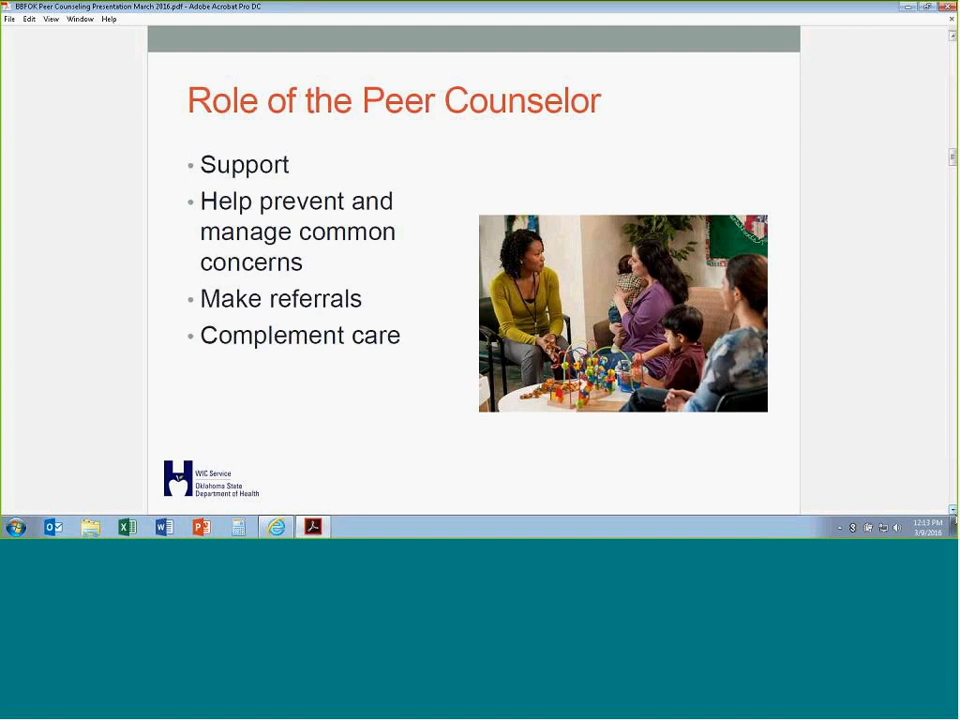 BBFOK Peer Counseling Presentation March 2016.pdf - Adobe Acrobat Pro DC
File Edit View Window Help
Role of the Peer Counselor
• Support
• Help prevent and
manage common
concerns
• Make referrals
• Complement care
WIC Service
Oklahoma State
Department of Health
12:13 PM
3/9/2016